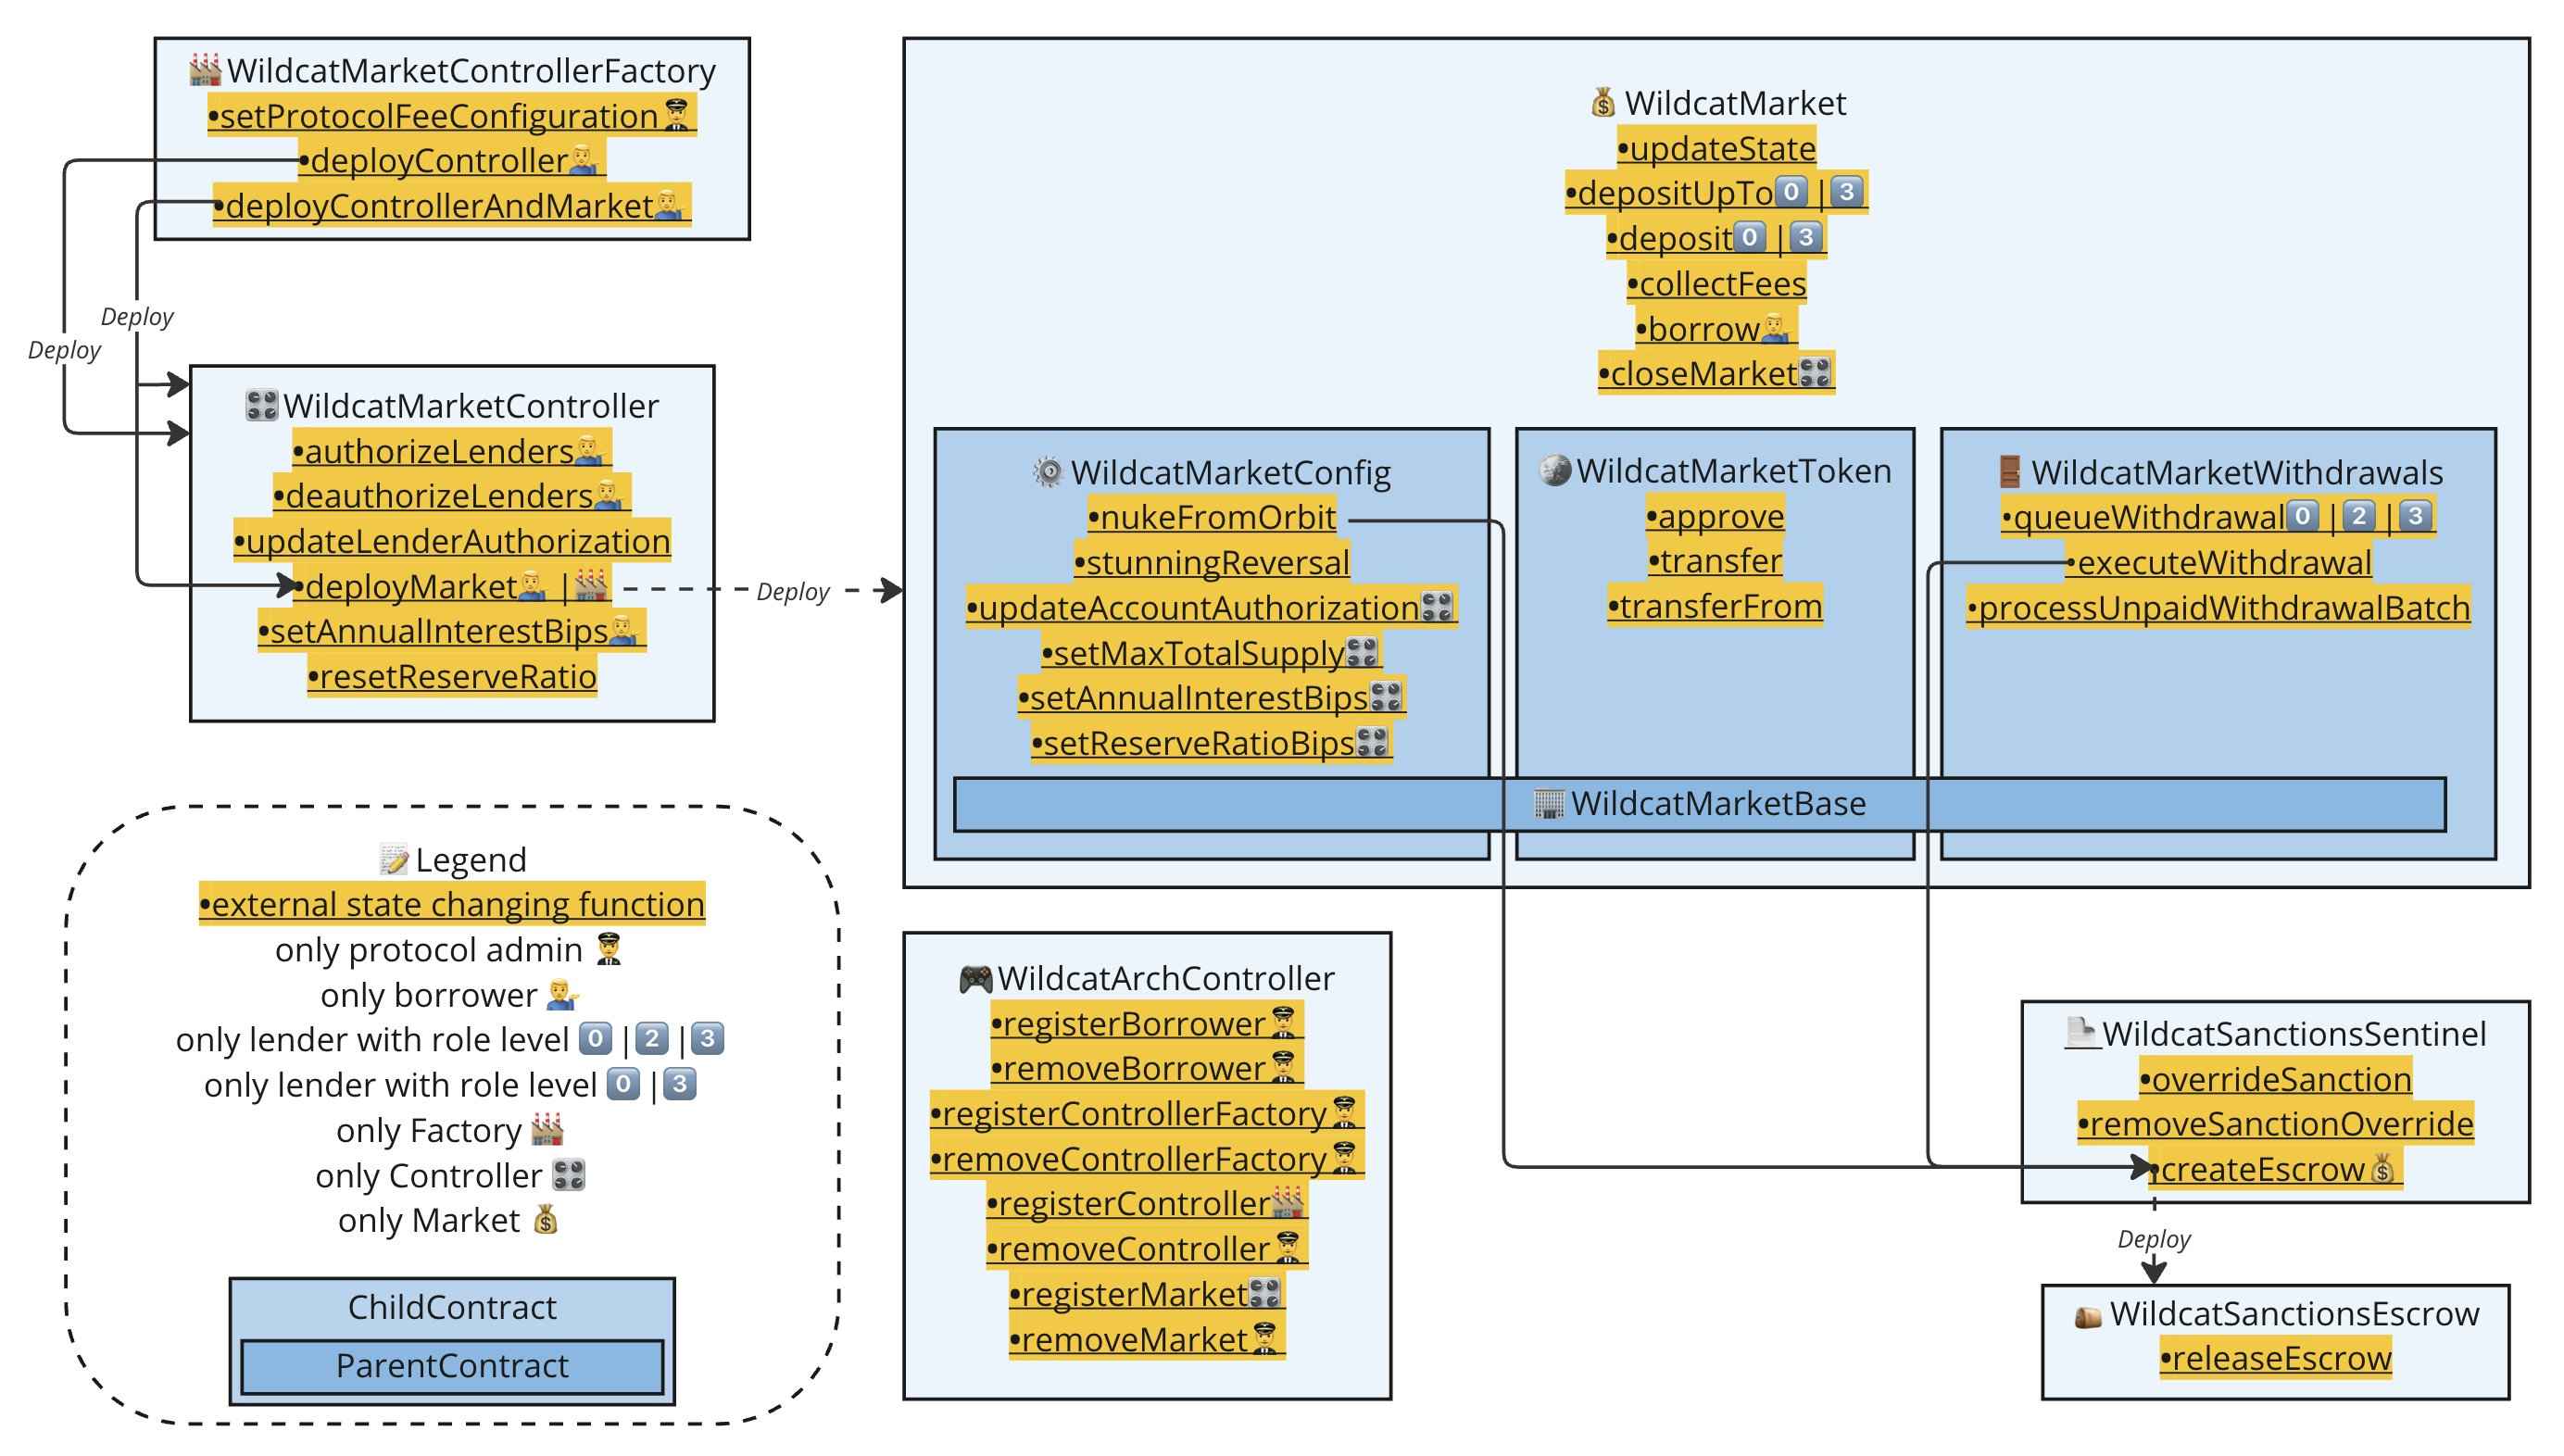 🏭WildcatMarketControllerFactory
•setProtocolFeeConfiguration👨‍✈️
•deployController💁‍♂️
•deployControllerAndMarket💁‍♂️
Deploy
Deploy
🎛️WildcatMarketController
•authorizeLenders💁‍♂️
•deauthorizeLenders💁‍♂️
•updateLenderAuthorization
•deployMarket💁‍♂️ |🏭
•setAnnualInterestBips💁‍♂️
•resetReserveRatio
Deploy
💰 WildcatMarket
•updateState
•depositUpTo0️⃣ |3️⃣
•deposit0️⃣ |3️⃣
•collectFees
•borrow💁‍♂️
•closeMarket🎛️
⚙️ WildcatMarketConfig
•nukeFromOrbit
•stunningReversal
•updateAccountAuthorization🎛️
•setMaxTotalSupply🎛️
•setAnnualInterestBips🎛️
•setReserveRatioBips🎛️
🪙WildcatMarketToken
•approve
•transfer
•transferFrom
🚪 WildcatMarketWithdrawals
•queueWithdrawal0️⃣ |2️⃣ |3️⃣
•executeWithdrawal
•processUnpaidWithdrawalBatch
🏢WildcatMarketBase
📝Legend
•external state changing function
only protocol admin 👨‍✈️
only borrower 💁‍♂️
only lender with role level 0️⃣ |2️⃣ |3️⃣
only lender with role level 0️⃣ |3️⃣
only Factory 🏭
only Controller 🎛️
only Market 💰
ChildContract
ParentContract
🎮WildcatArchController
•registerBorrower👨‍✈️
•removeBorrower👨‍✈️
•registerControllerFactory👨‍✈️
•removeControllerFactory👨‍✈️
•registerController🏭
•removeController👨‍✈️
•registerMarket🎛️
•removeMarket👨‍✈️
WildcatSanctionsSentinel
•overrideSanction
•removeSanctionOverride
•createEscrow💰
Deploy
WildcatSanctionsEscrow
•releaseEscrow